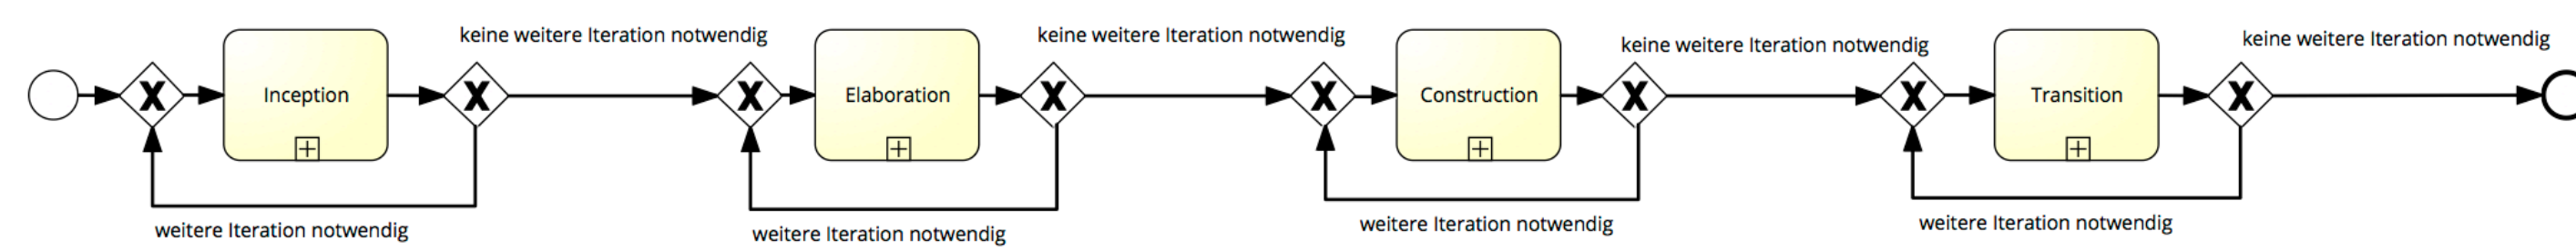 keine weitere Iteration notwendig
keine weitere Iteration notwendig
keine weitere Iteration notwendig
keine weitere Iteration notwendig
X
Inception
X
X
Elaboration
X
X
Construction
X
X
Transition
X
weitere Iteration notwendig
weitere Iteration notwendig
weitere Iteration notwendig
weitere Iteration notwendig